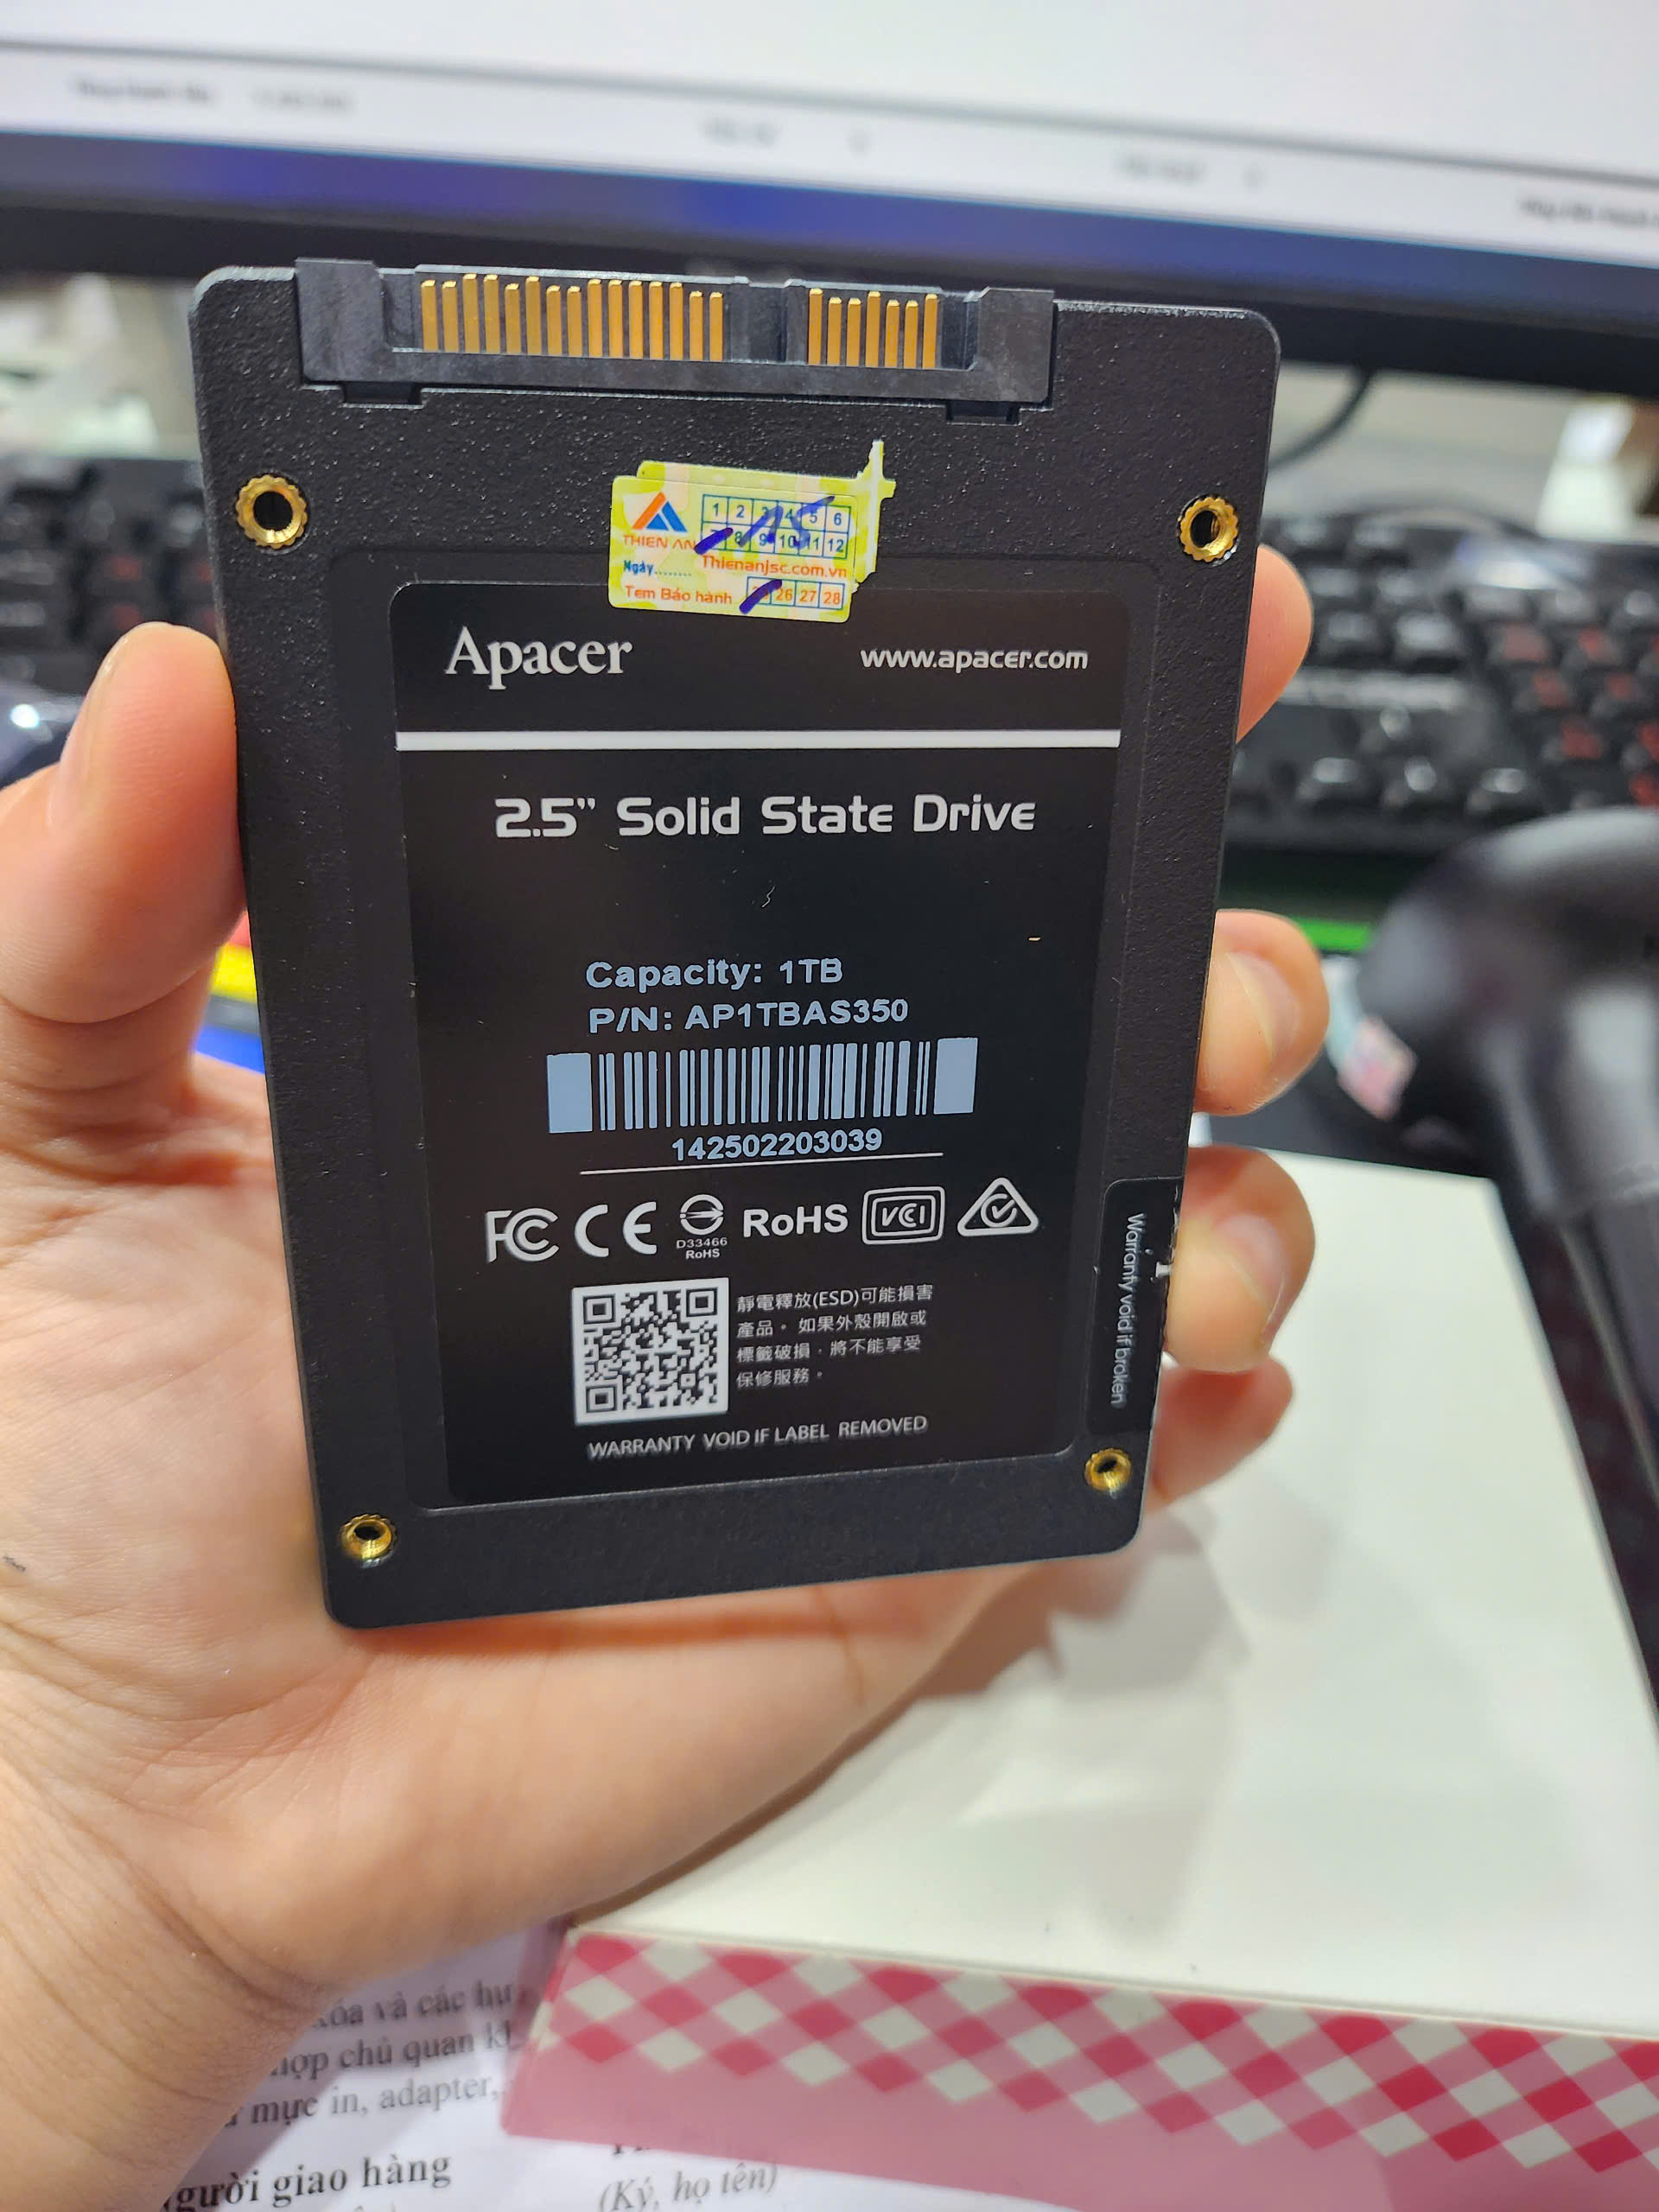 1 2 3 4 5 6
8 9 10 11 12
THIEN AN
15
Thienanjsc.com.vn
Ngày........
Tem Bảo hành 26 27 28
Apacer
www.apacer.com
2.5” Solid State Drive
Capacity: 1TB
P/N: AP1TBAS350
142502203039
FC CE D33466 RoHS RoHS VCI
靜電釋放(ESD)可能損害
產品。如果外殼開啟或
標籤破損，將不能享受
保修服務。
WARRANTY VOID IF LABEL REMOVED
Warranty void if broken
và các hư
hợp chủ quan
mực in, adapter,
gười giao hàng
(Ký, họ tên)